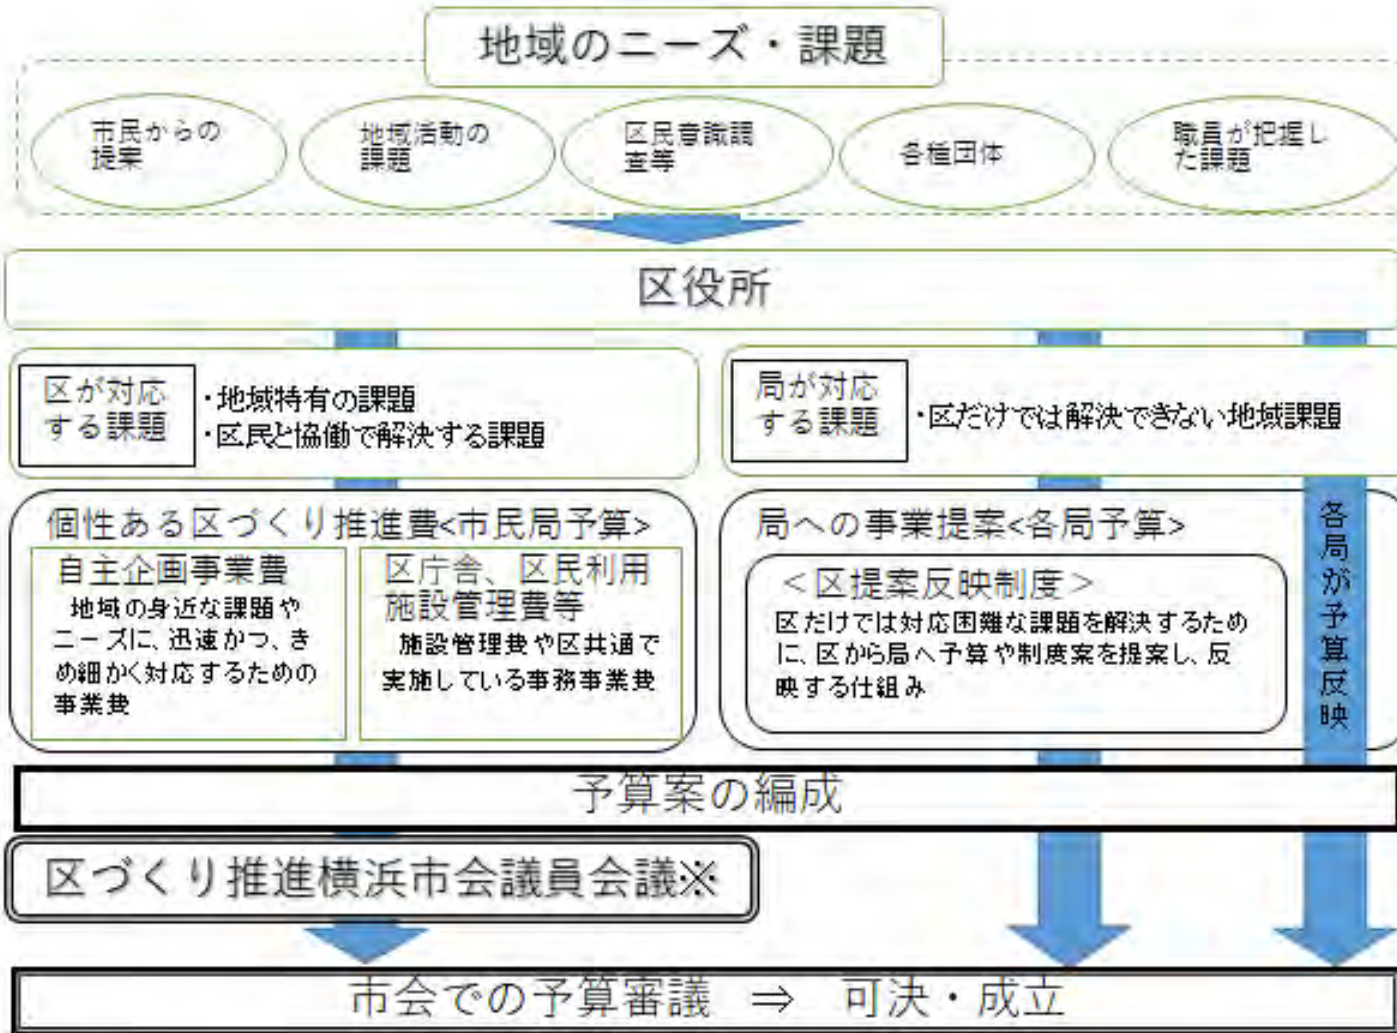 地域のニーズ・課題
市民からの
提案
地域活動の
課題
区民意識調
査等
各種団体
職員が把握し
た課題
区役所
区が対応
する課題
・地域特有の課題
・区民と協働で解決する課題
局が対応
する課題
・区だけでは解決できない地域課題
個性ある区づくり推進費<市民局予算>
自主企画事業費
地域の身近な課題や
ニーズに、迅速かつ、き
め細かく対応するための
事業費
区庁舎、区民利用
施設管理費等
施設管理費や区共通で
実施している事務事業費
局への事業提案<各局予算>
＜区提案反映制度＞
区だけでは対応困難な課題を解決するため
に、区から局へ予算や制度案を提案し、反
映する仕組み
各局が予算反映
予算案の編成
区づくり推進横浜市会議員会議※
市会での予算審議 ⇒ 可決・成立